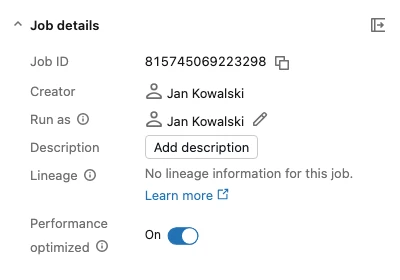 Job details
Job ID 815745069223298
Creator Jan Kowalski
Run as Jan Kowalski
Description Add description
Lineage No lineage information for this job.
Learn more
Performance
optimized On